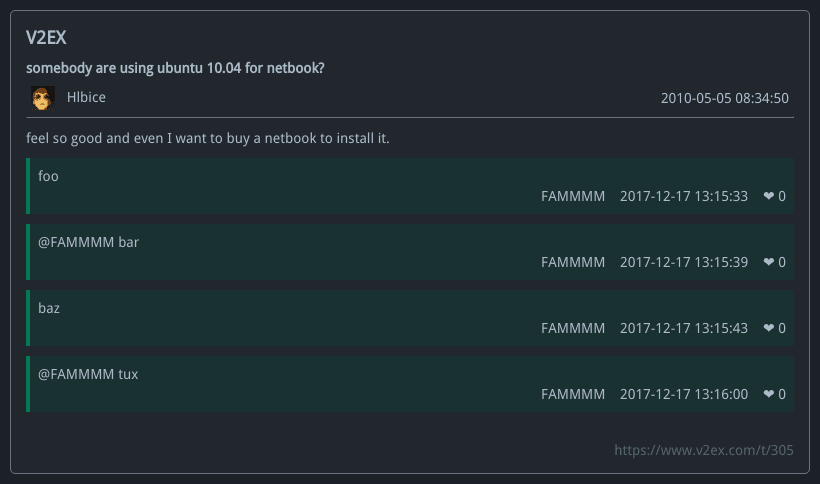 V2EX
somebody are using ubuntu 10.04 for netbook?
Hlbice 2010-05-05 08:34:50
feel so good and even I want to buy a netbook to install it.
foo
FAMMMM 2017-12-17 13:15:33 ❤ 0
@FAMMMM bar
FAMMMM 2017-12-17 13:15:39 ❤ 0
baz
FAMMMM 2017-12-17 13:15:43 ❤ 0
@FAMMMM tux
FAMMMM 2017-12-17 13:16:00 ❤ 0
https://www.v2ex.com/t/305